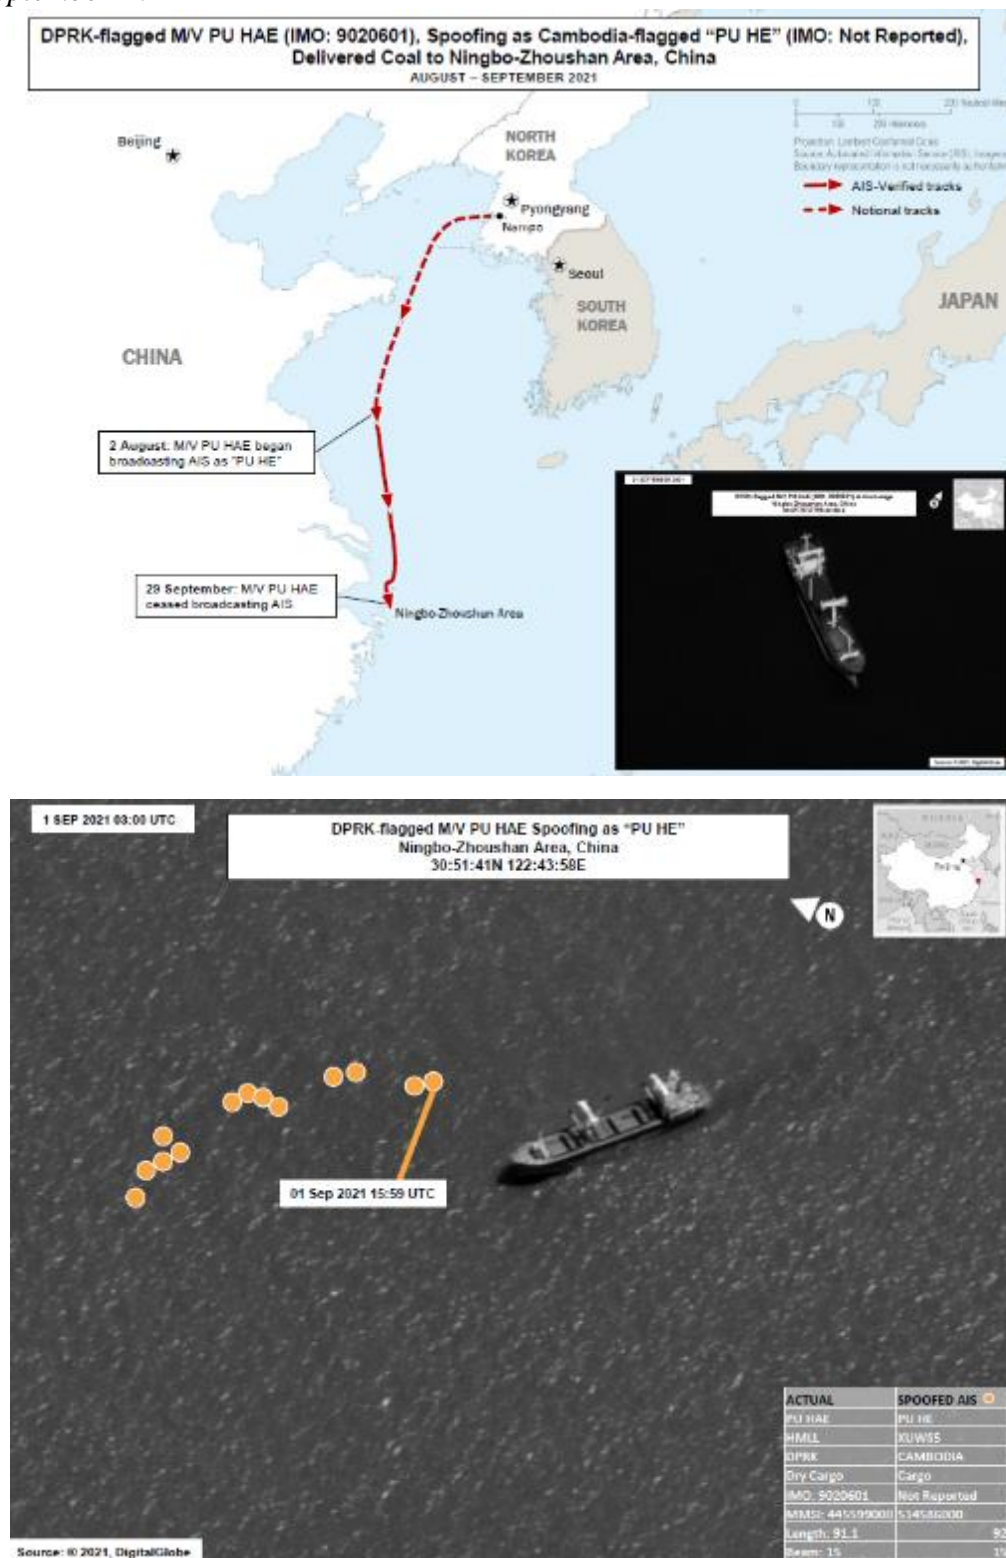 DPRK-flagged M/V PU HAE (IMO: 9020601), Spoofing as Cambodia-flagged “PU HE” (IMO: Not Reported),
Delivered Coal to Ningbo-Zhoushan Area, China
AUGUST – SEPTEMBER 2021
Beijing
NORTH
KOREA
Pyongyang
Nampo
Seoul
SOUTH
KOREA
JAPAN
CHINA
AIS-Verified tracks
Notional tracks
2 August: M/V PU HAE began
broadcasting AIS as "PU HE"
29 September: M/V PU HAE
ceased broadcasting AIS
Ningbo-Zhoushan Area
1 SEP 2021 03:00 UTC
DPRK-flagged M/V PU HAE Spoofing as “PU HE”
Ningbo-Zhoushan Area, China
30:51:41N 122:43:58E
N
01 Sep 2021 15:59 UTC
ACTUAL SPOOFED AIS
PU HAE PU HE
HMLL XUWS5
DPRK CAMBODIA
Dry Cargo Cargo
IMO: 9020601 Not Reported
MMSI: 445599000 514586000
Length: 91.1
Beam: 15
Source: © 2021, DigitalGlobe